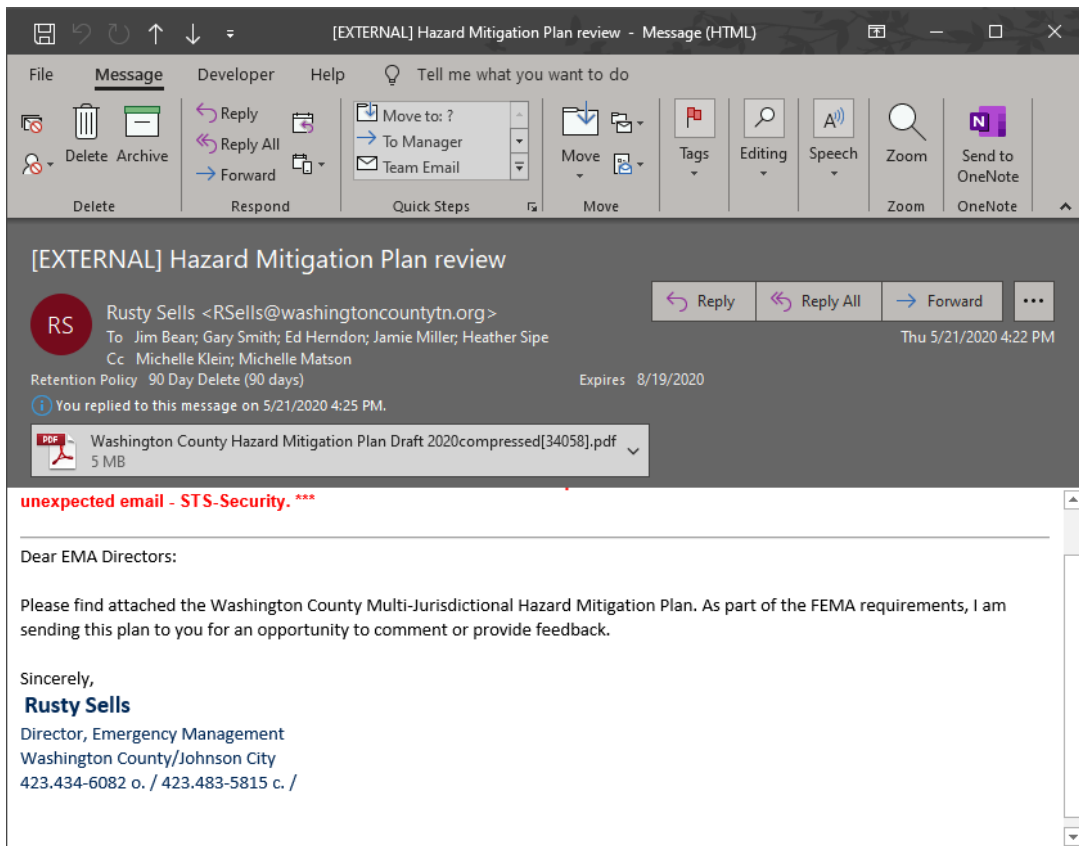 [EXTERNAL] Hazard Mitigation Plan review - Message (HTML)
File Message Developer Help Tell me what you want to do
Delete Archive
Reply
Reply All
Forward
Move to: ?
To Manager
Team Email
Move
Tags
Editing
Speech
Zoom
Send to
OneNote
Delete Respond Quick Steps Move Zoom OneNote
[EXTERNAL] Hazard Mitigation Plan review
RS
Rusty Sells <RSells@washingtoncountytn.org>
Reply Reply All Forward
To Jim Bean; Gary Smith; Ed Herndon; Jamie Miller; Heather Sipe
Thu 5/21/2020 4:22 PM
Cc Michelle Klein; Michelle Matson
Retention Policy 90 Day Delete (90 days) Expires 8/19/2020
You replied to this message on 5/21/2020 4:25 PM.
PDF
Washington County Hazard Mitigation Plan Draft 2020compressed[34058].pdf
5 MB
unexpected email - STS-Security. ***
Dear EMA Directors:
Please find attached the Washington County Multi-Jurisdictional Hazard Mitigation Plan. As part of the FEMA requirements, I am
sending this plan to you for an opportunity to comment or provide feedback.
Sincerely,
Rusty Sells
Director, Emergency Management
Washington County/Johnson City
423.434-6082 o. / 423.483-5815 c. /